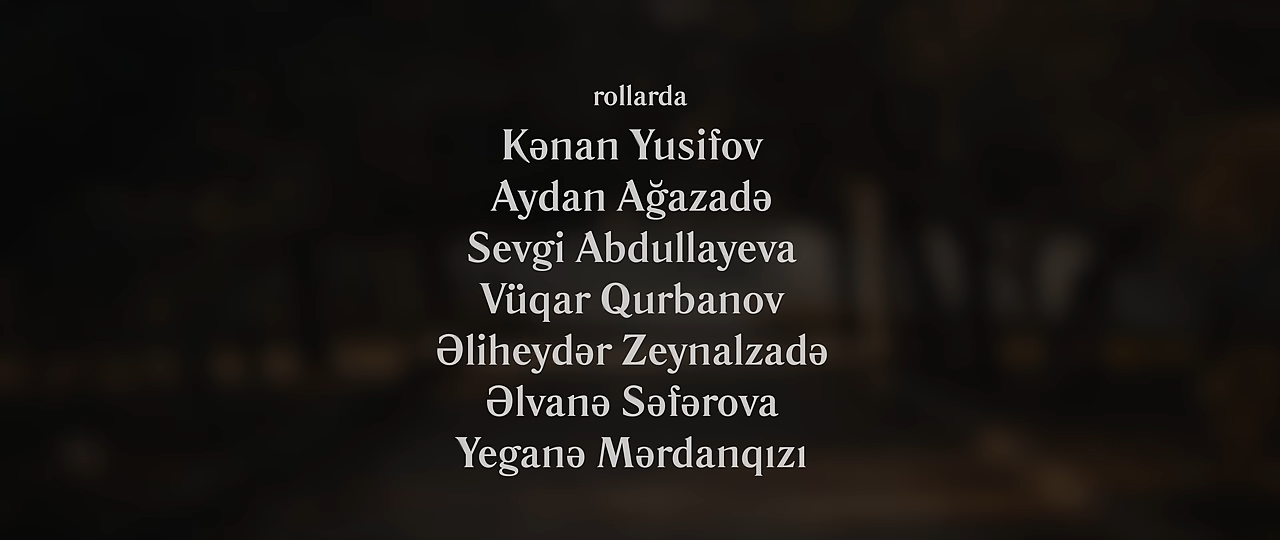 rollarda
Kənan Yusifov
Aydan Ağazadə
Sevgi Abdullayeva
Vüqar Qurbanov
Əliheydər Zeynalzadə
Əlvanə Səfərova
Yeganə Mərdanqızı